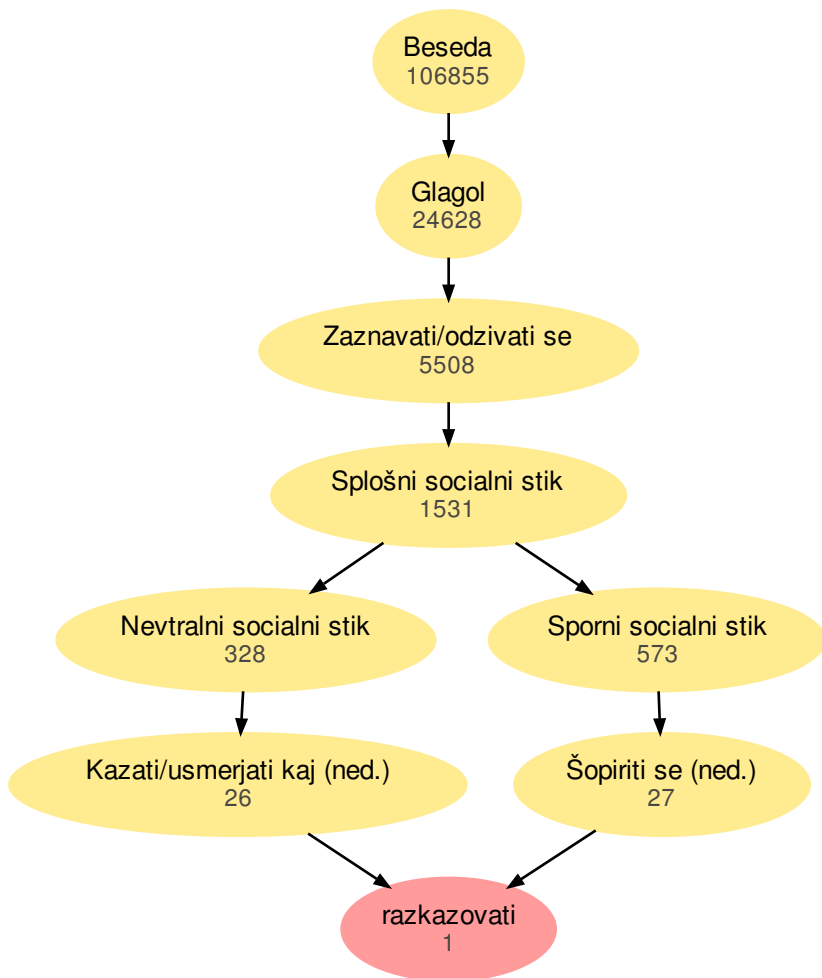 Beseda
106855
Glagol
24628
Zaznavati/odzivati se
5508
Splošni socialni stik
1531
Nevtralni socialni stik
328
Sporni socialni stik
573
Kazati/usmerjati kaj (ned.)
26
Šopiriti se (ned.)
27
razkazovati
1